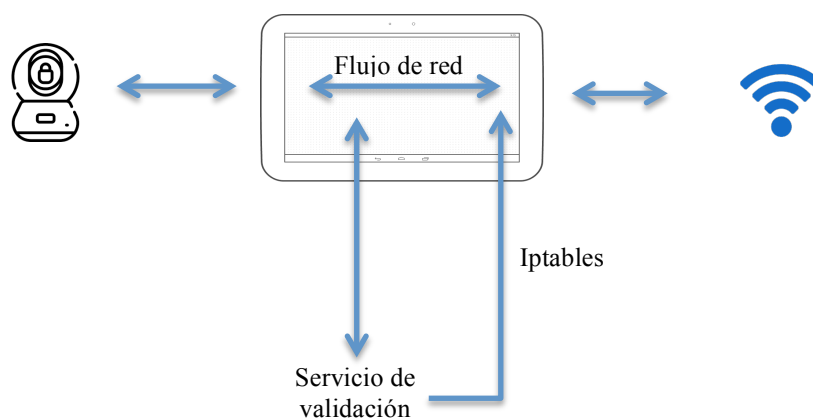 Flujo de red
Iptables
Servicio de
validación